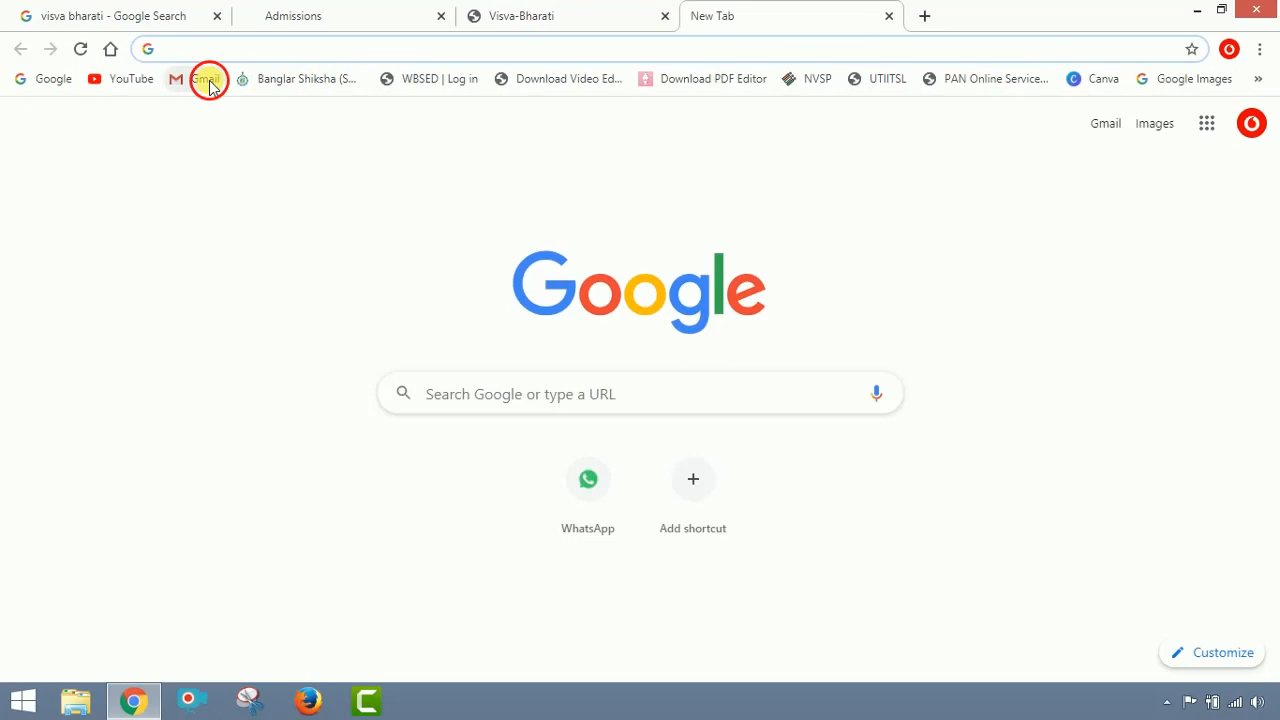 visva bharati - Google Search
Admissions
Visva-Bharati
New Tab
Google
YouTube
Gmail
Banglar Shiksha (S...
WBSED | Log in
Download Video Ed...
Download PDF Editor
NVSP
UTIITSL
PAN Online Service...
Canva
Google Images
Gmail
Images
Google
Search Google or type a URL
WhatsApp
Add shortcut
Customize